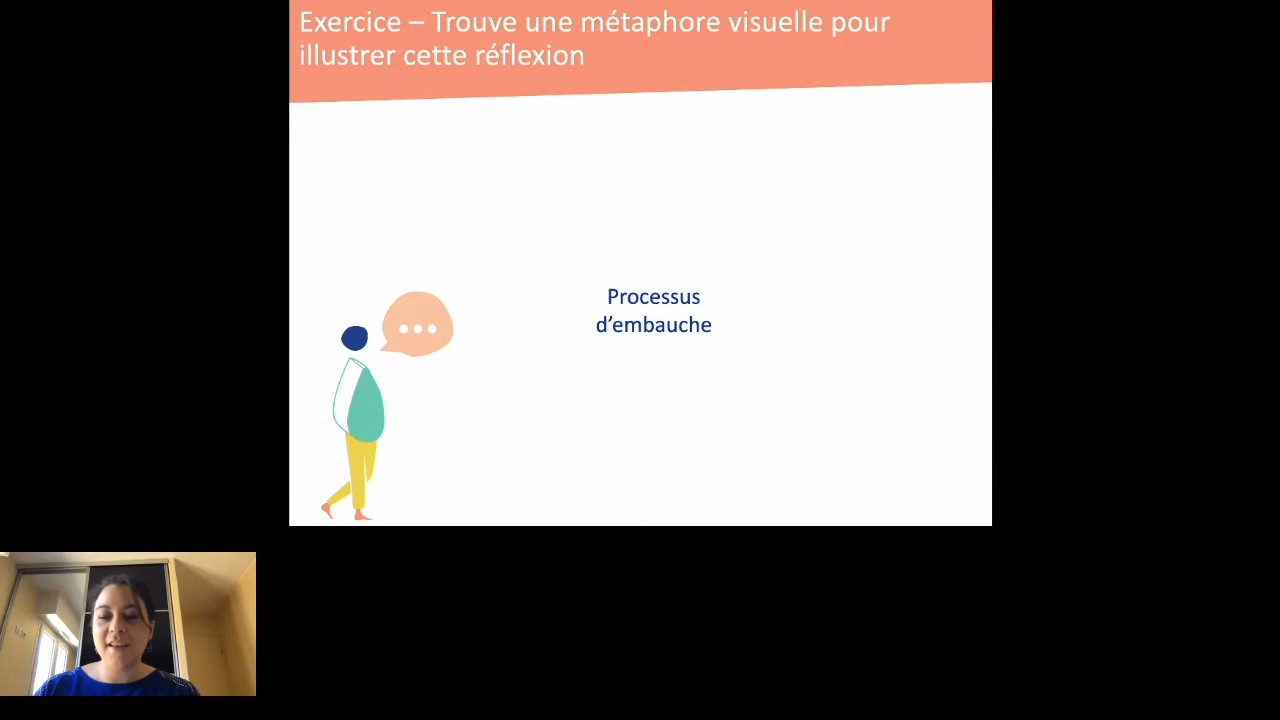 Exercice – Trouve une métaphore visuelle pour
illustrer cette réflexion
Processus
d’embauche